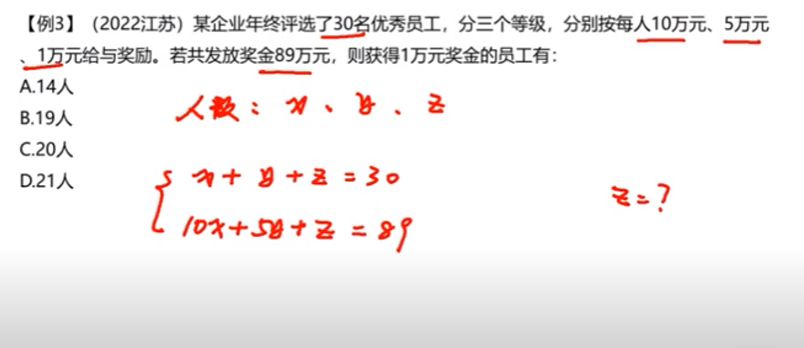 【例3】（2022江苏）某企业年终评选了30名优秀员工，分三个等级，分别按每人10万元、5万元
、1万元给与奖励。若共发放奖金89万元，则获得1万元奖金的员工有：
A.14人
B.19人
C.20人
D.21人
人数：x、y、z
x+y+z=30
10x+5y+z=89
z=?